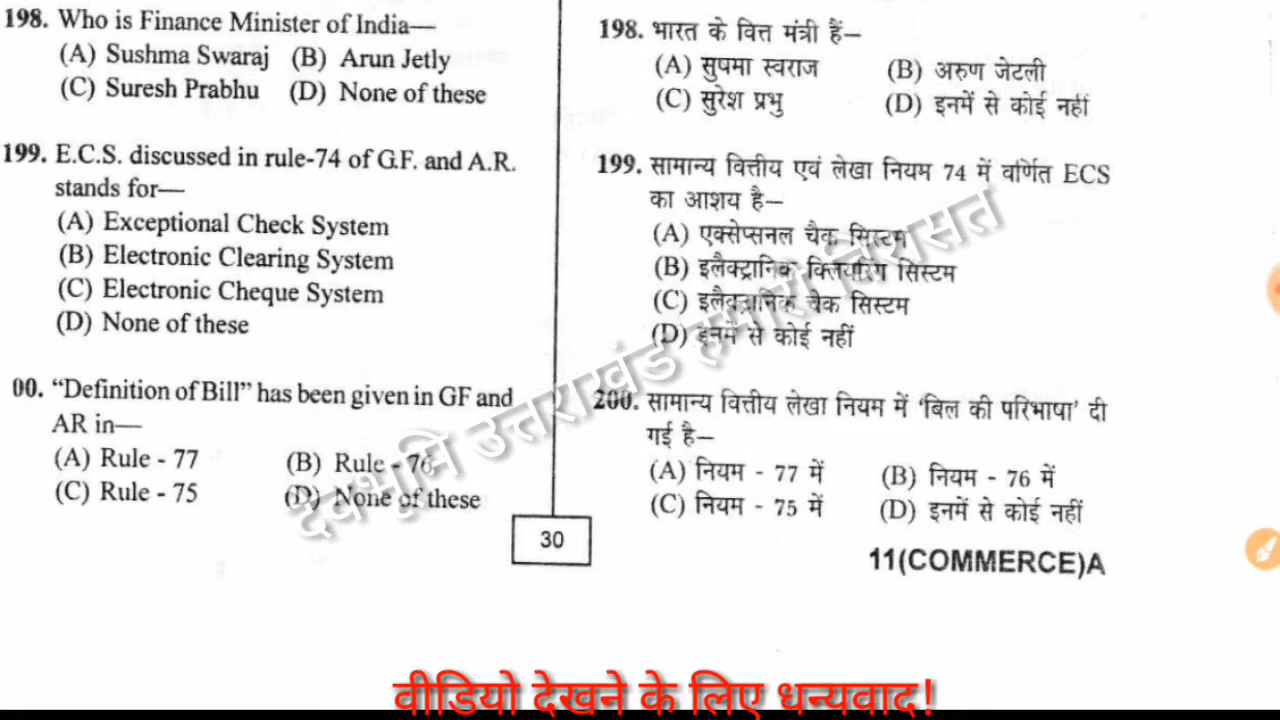 198. Who is Finance Minister of India—
(A) Sushma Swaraj (B) Arun Jetly
(C) Suresh Prabhu (D) None of these
199. E.C.S. discussed in rule-74 of G.F. and A.R.
stands for—
(A) Exceptional Check System
(B) Electronic Clearing System
(C) Electronic Cheque System
(D) None of these
00. “Definition of Bill” has been given in GF and
AR in—
(A) Rule - 77 (B) Rule - 76
(C) Rule - 75 (D) None of these
198. भारत के वित्त मंत्री हैं–
(A) सुषमा स्वराज (B) अरुण जेटली
(C) सुरेश प्रभु (D) इनमें से कोई नहीं
199. सामान्य वित्तीय एवं लेखा नियम 74 में वर्णित ECS
का आशय है–
(A) एक्सेप्सनल चैक सिस्टम
(B) इलैक्ट्रानिक क्लियरिंग सिस्टम
(C) इलैक्ट्रानिक चेक सिस्टम
(D) इनमें से कोई नहीं
200. सामान्य वित्तीय लेखा नियम में ‘बिल की परिभाषा’ दी
गई है–
(A) नियम - 77 में (B) नियम - 76 में
(C) नियम - 75 में (D) इनमें से कोई नहीं
देवभूमि उत्तराखंड हमारी विरासत
30
11(COMMERCE)A
वीडियो देखने के लिए धन्यवाद!